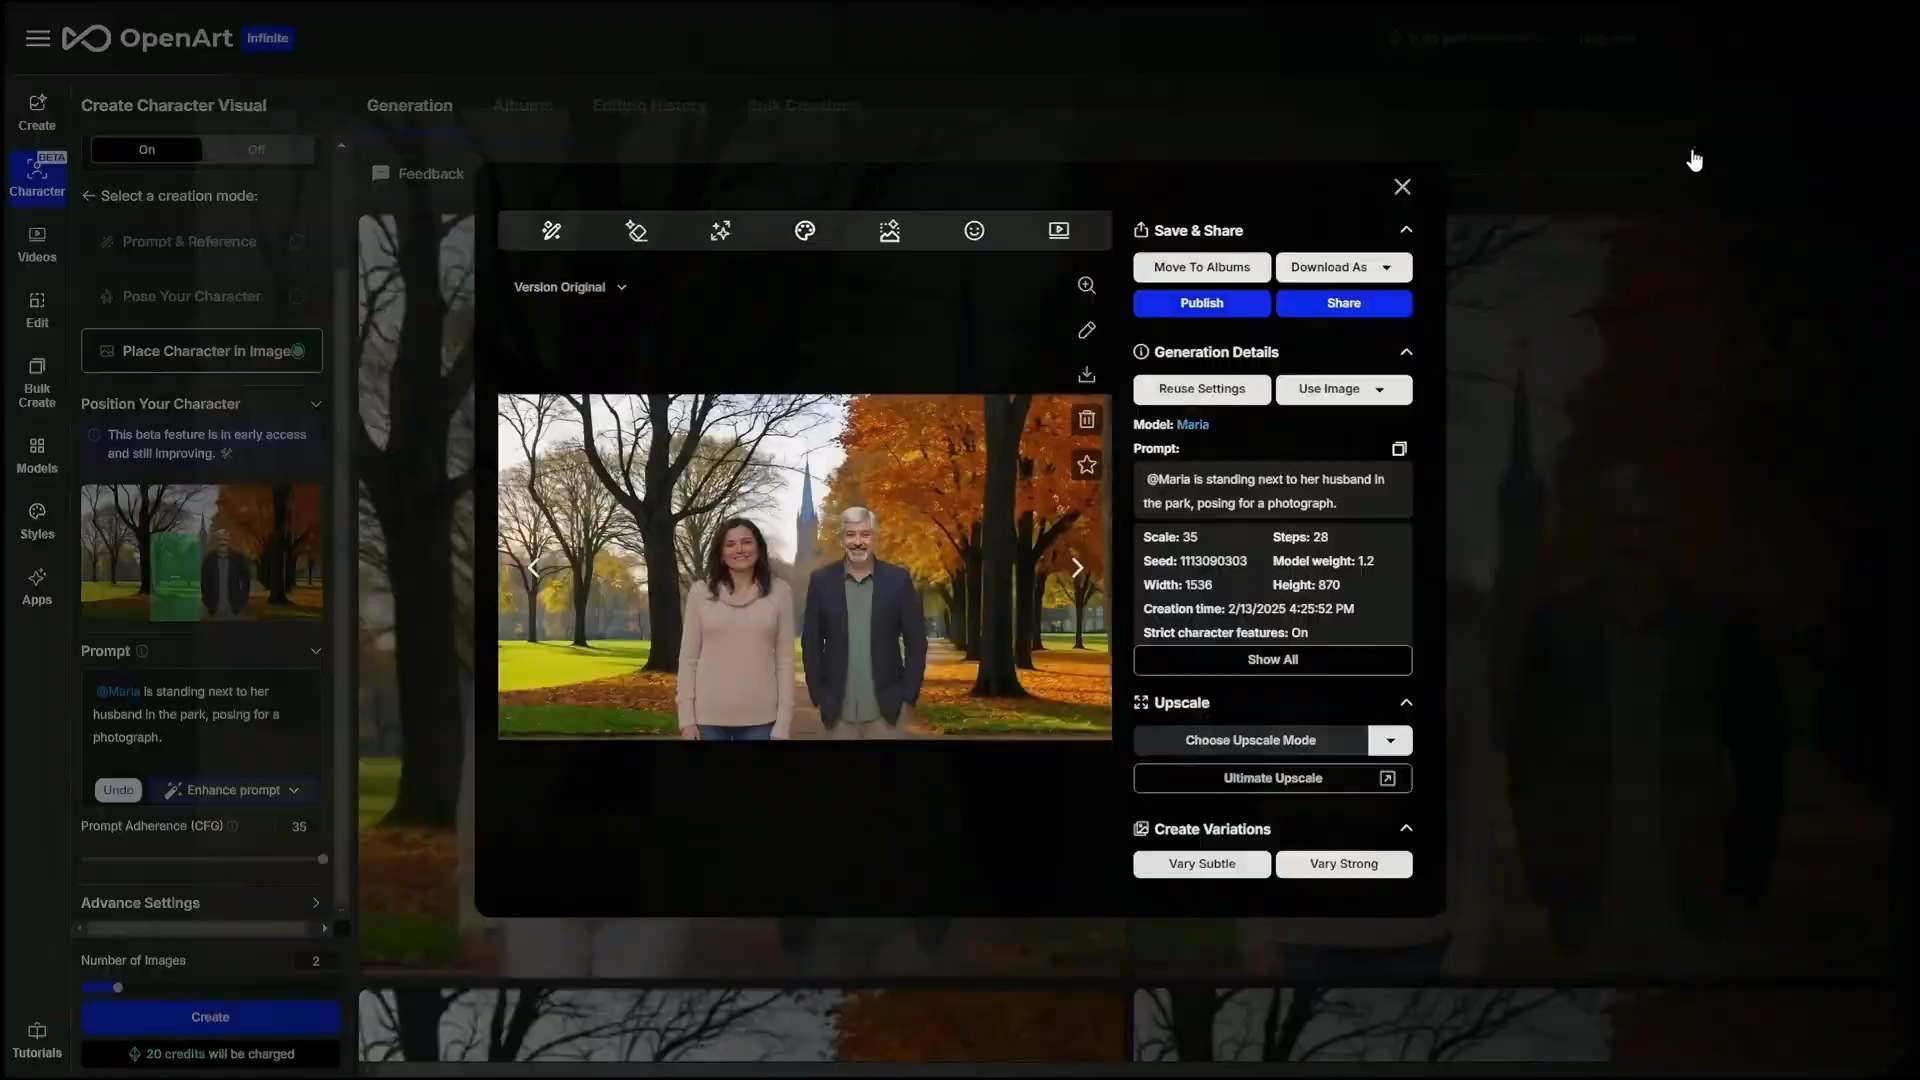 OpenArt
Infinite
Create Character Visual
Generation
Albums
Editing History
Bulk Creations
Create
BETA
Character
Videos
Edit
Bulk
Create
Models
Styles
Apps
Tutorials
On
Off
Select a creation mode:
Prompt & Reference
Pose Your Character
Place Character in Image
Position Your Character
This beta feature is in early access
and still improving.
Prompt
@Maria is standing next to her
husband in the park, posing for a
photograph.
Undo
Enhance prompt
Prompt Adherence (CFG)
35
Advance Settings
Number of Images
2
Create
20 credits will be charged
Feedback
Version Original
Save & Share
Move To Albums
Download As
Publish
Share
Generation Details
Reuse Settings
Use Image
Model: Maria
Prompt:
@Maria is standing next to her husband in
the park, posing for a photograph.
Scale: 35 Steps: 28
Seed: 1113090303 Model weight: 1.2
Width: 1536 Height: 870
Creation time: 2/13/2025 4:25:52 PM
Strict character features: On
Show All
Upscale
Choose Upscale Mode
Ultimate Upscale
Create Variations
Vary Subtle
Vary Strong